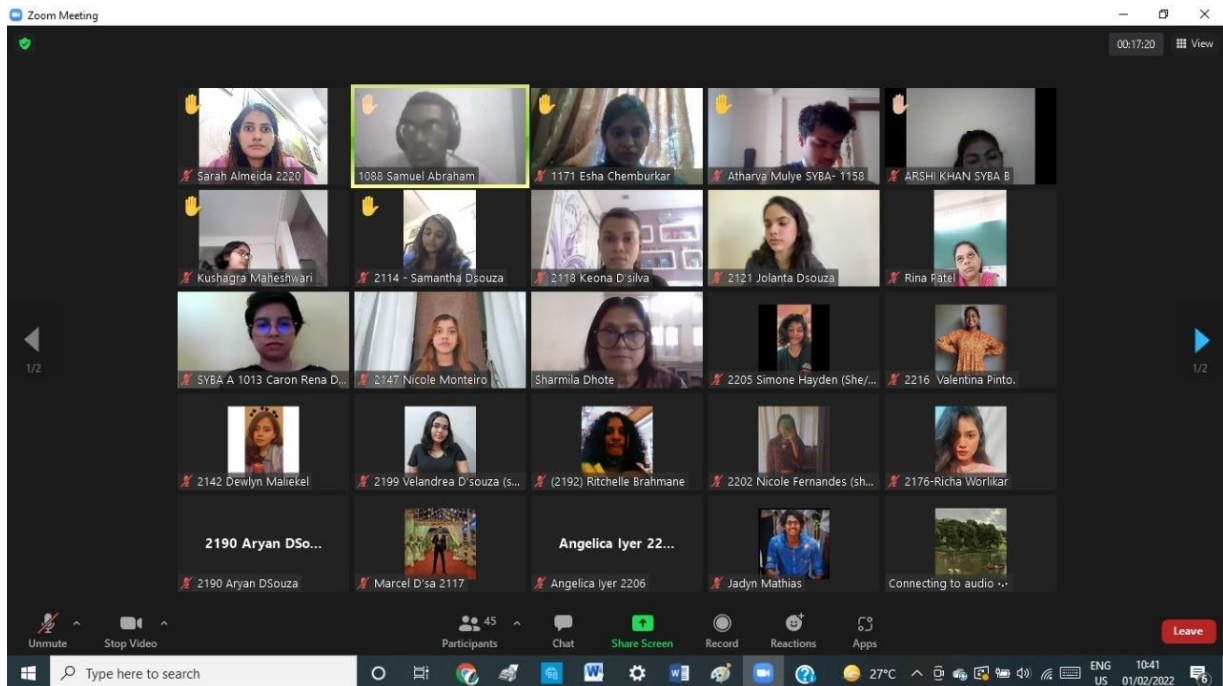 Zoom Meeting
00:17:20 View
Sarah Almeida 2220
1088 Samuel Abraham
1171 Esha Chemburkar
Atharva Mulye SYBA- 1158
ARSHI KHAN SYBA B
Kushagra Maheshwari
2114 - Samantha Dsouza
2118 Keona D'silva
2121 Jolanta Dsouza
Rina Patel
SYBA A 1013 Caron Rena D...
2147 Nicole Monteiro
Sharmila Dhote
2205 Simone Hayden (She/...
2216 Valentina Pinto.
1/2
1/2
2142 Dewlyn Maliekel
2199 Velandrea D'souza (s...
(2192) Ritchelle Brahmane
2202 Nicole Fernandes (sh...
2176-Richa Worlikar
2190 Aryan DSo...
Angelica Iyer 22...
2190 Aryan DSouza
Marcel D'sa 2117
Angelica Iyer 2206
Jadyn Mathias
Connecting to audio
45
Unmute
Stop Video
Participants
Chat
Share Screen
Record
Reactions
Apps
Leave
Type here to search
27°C
ENG
US
10:41
01/02/2022
6